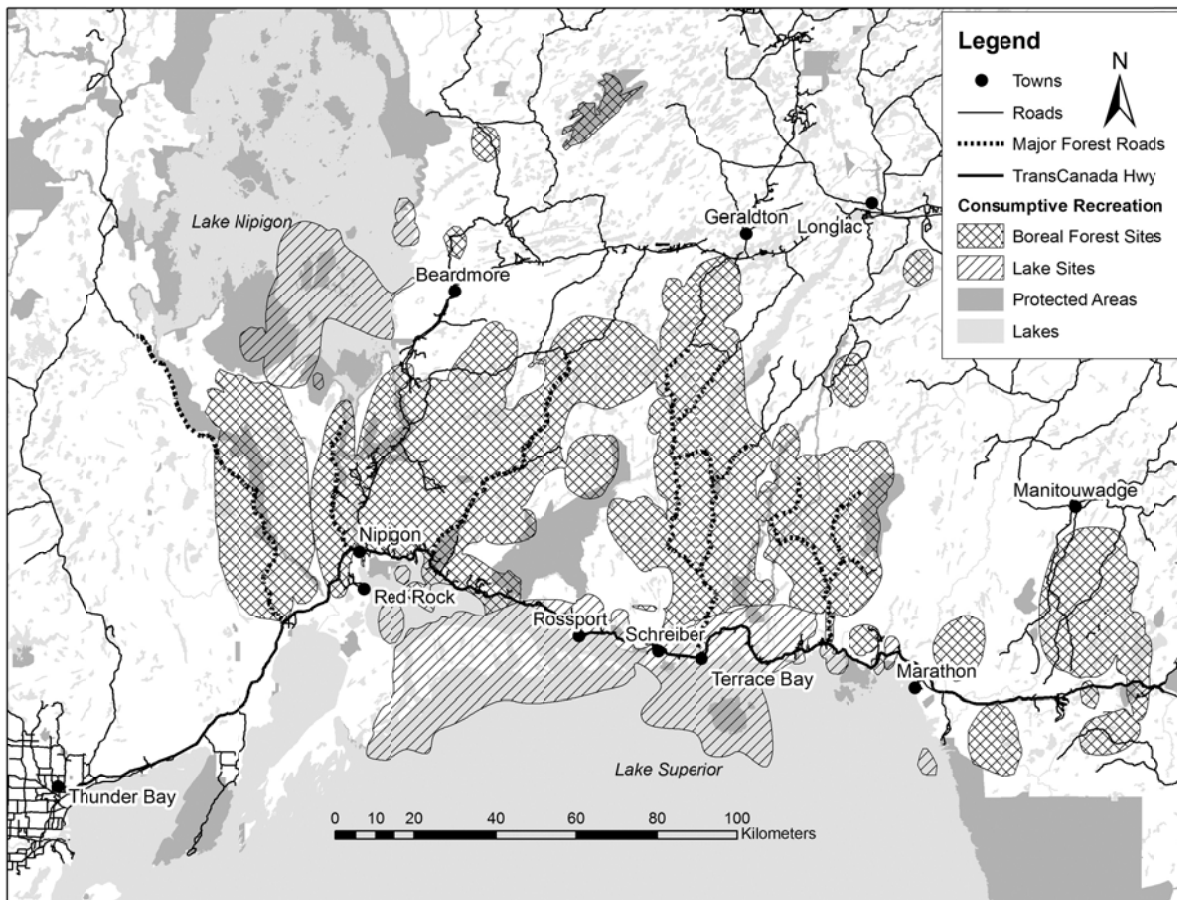 Legend
N
Towns
Roads
Major Forest Roads
TransCanada Hwy
Consumptive Recreation
Boreal Forest Sites
Lake Sites
Protected Areas
Lakes
Lake Nipigon
Geraldton
Longlac
Beardmore
Manitouwadge
Nipgon
Red Rock
Rossport
Schreiber
Terrace Bay
Marathon
Lake Superior
Thunder Bay
0 10 20 40 60 80 100
Kilometers